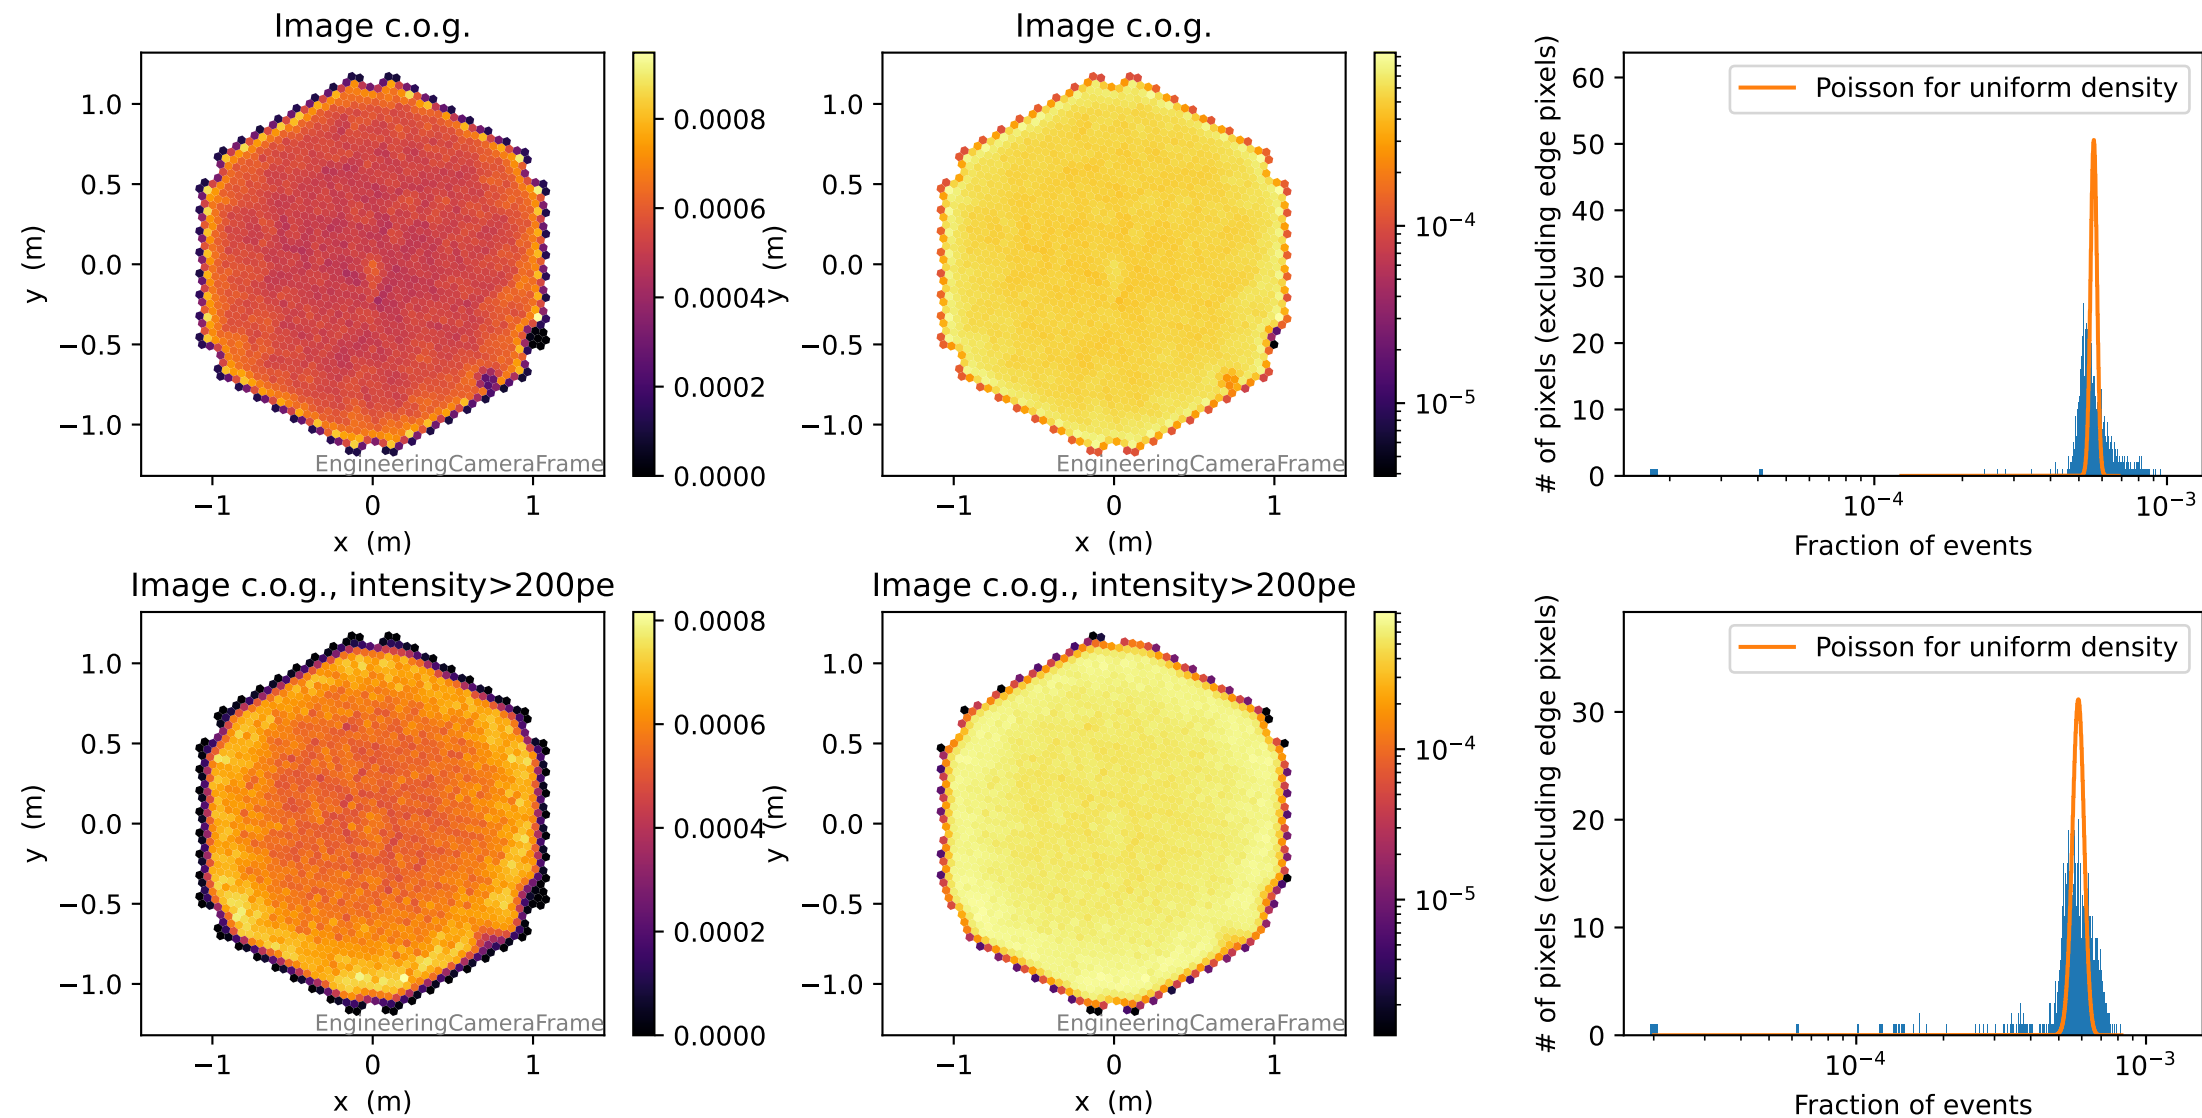 Image c.o.g.
1.0
0.5
0.0
−0.5
−1.0
y (m)
−1
0
1
x (m)
EngineeringCameraFrame
0.0008
0.0006
0.0004
0.0002
0.0000
Image c.o.g.
1.0
0.5
0.0
−0.5
−1.0
y (m)
−1
0
1
x (m)
EngineeringCameraFrame
10−4
10−5
Poisson for uniform density
60
50
40
30
20
10
0
# of pixels (excluding edge pixels)
10−4
10−3
Fraction of events
Image c.o.g., intensity>200pe
1.0
0.5
0.0
−0.5
−1.0
y (m)
−1
0
1
x (m)
EngineeringCameraFrame
0.0008
0.0006
0.0004
0.0002
0.0000
Image c.o.g., intensity>200pe
1.0
0.5
0.0
−0.5
−1.0
y (m)
−1
0
1
x (m)
EngineeringCameraFrame
10−4
10−5
Poisson for uniform density
30
20
10
0
# of pixels (excluding edge pixels)
10−4
10−3
Fraction of events